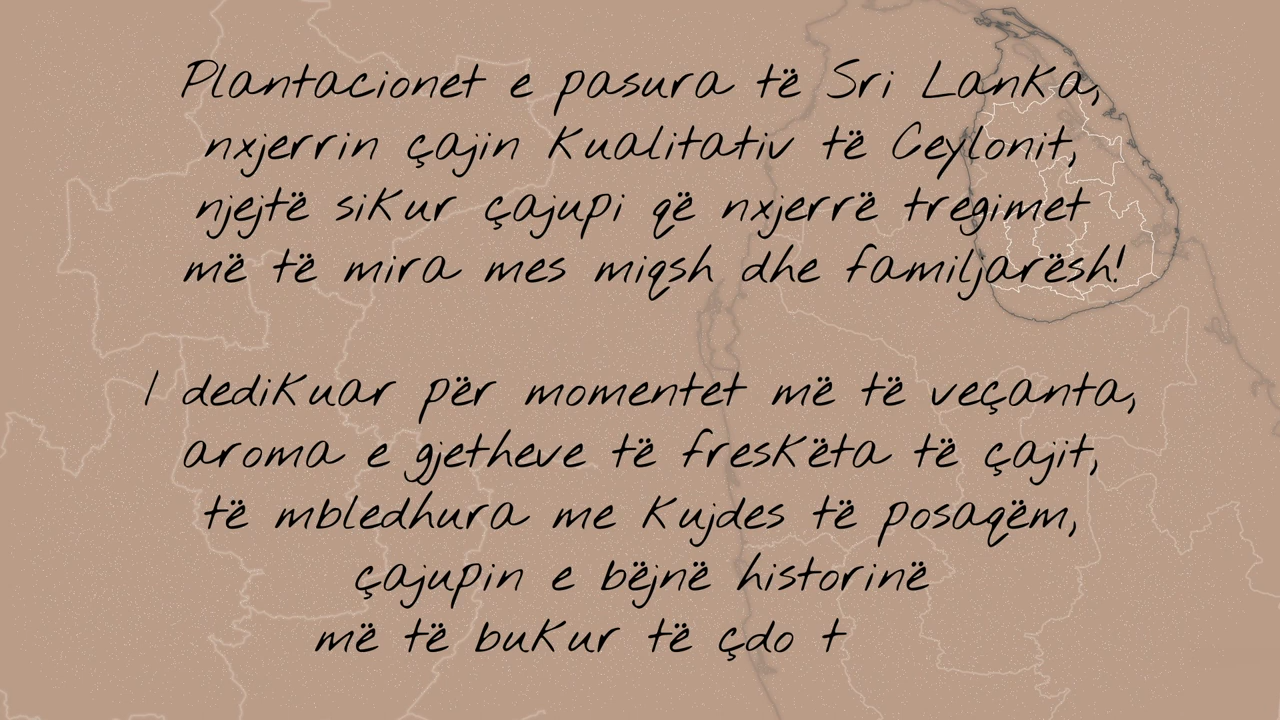 Plantacionet e pasura të Sri Lanka,
nxjerrin çajin kualitativ të Ceylonit,
njejtë sikur çajupi që nxjerrë tregimet
më të mira mes miqsh dhe familjarësh!
I dedikuar për momentet më të veçanta,
aroma e gjetheve të freskëta të çajit,
të mbledhura me kujdes të posaqëm,
çajupin e bëjnë historinë
më të bukur të çdo t